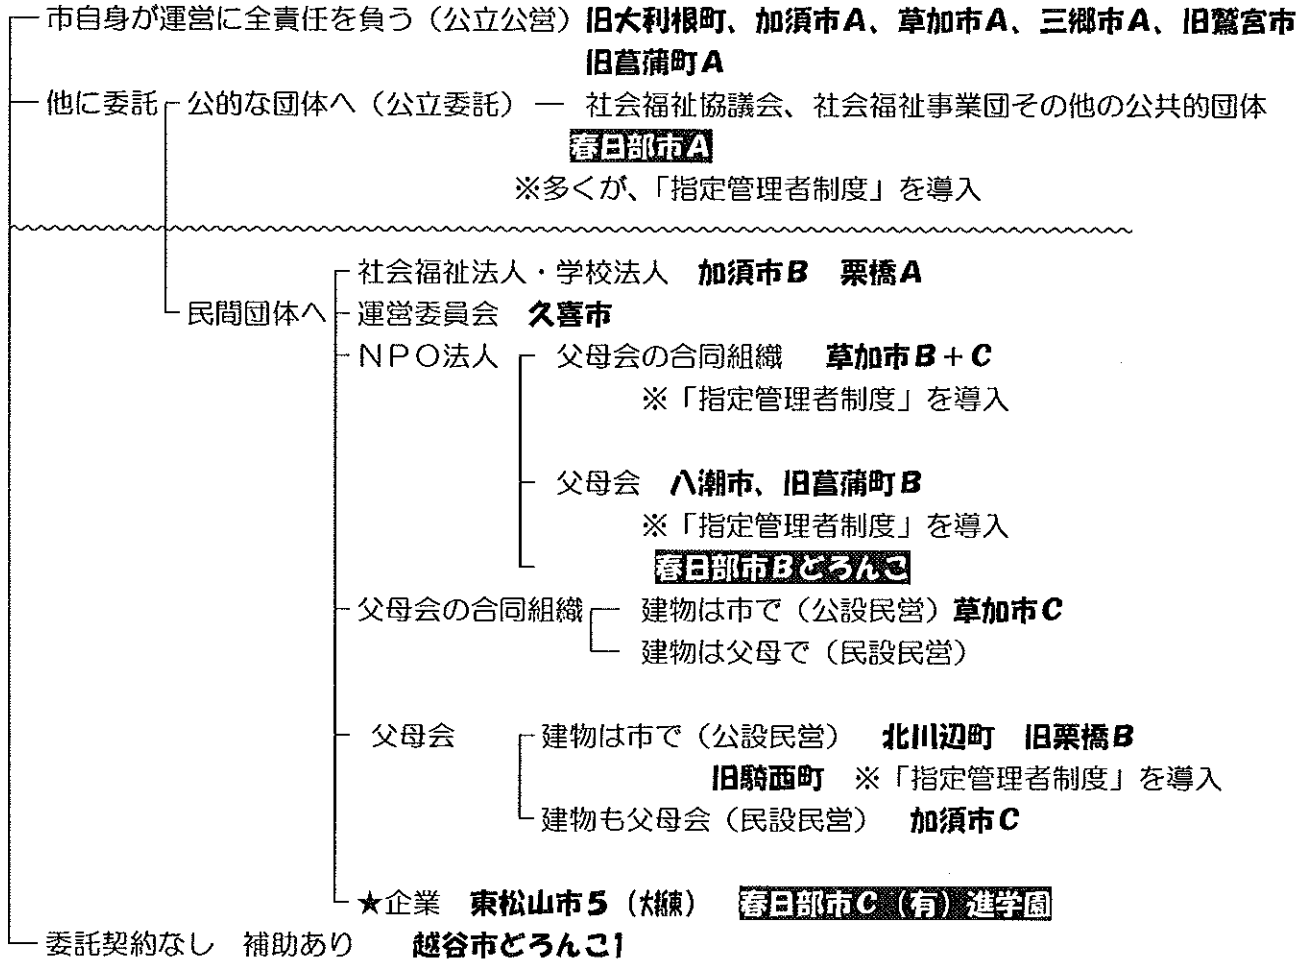 市自身が運営に全責任を負う（公立公営）旧大利根町、加須市A、草加市A、三郷市A、旧鷲宮市
旧菖蒲町A
他に委託 公的な団体へ（公立委託）― 社会福祉協議会、社会福祉事業団その他の公共的団体
春日部市A
※多くが、「指定管理者制度」を導入
社会福祉法人・学校法人 加須市B 栗橋A
民間団体へ 運営委員会 久喜市
NPO法人 父母会の合同組織 草加市B+C
※「指定管理者制度」を導入
父母会 八潮市、旧菖蒲町B
※「指定管理者制度」を導入
春日部市Bどろんこ
父母会の合同組織 建物は市で（公設民営）草加市C
建物は父母で（民設民営）
父母会 建物は市で（公設民営） 北川辺町 旧栗橋B
旧騎西町 ※「指定管理者制度」を導入
建物も父母会（民設民営） 加須市C
★企業 東松山市5 春日部市C（有）進学園
委託契約なし 補助あり 越谷市どろんこ1